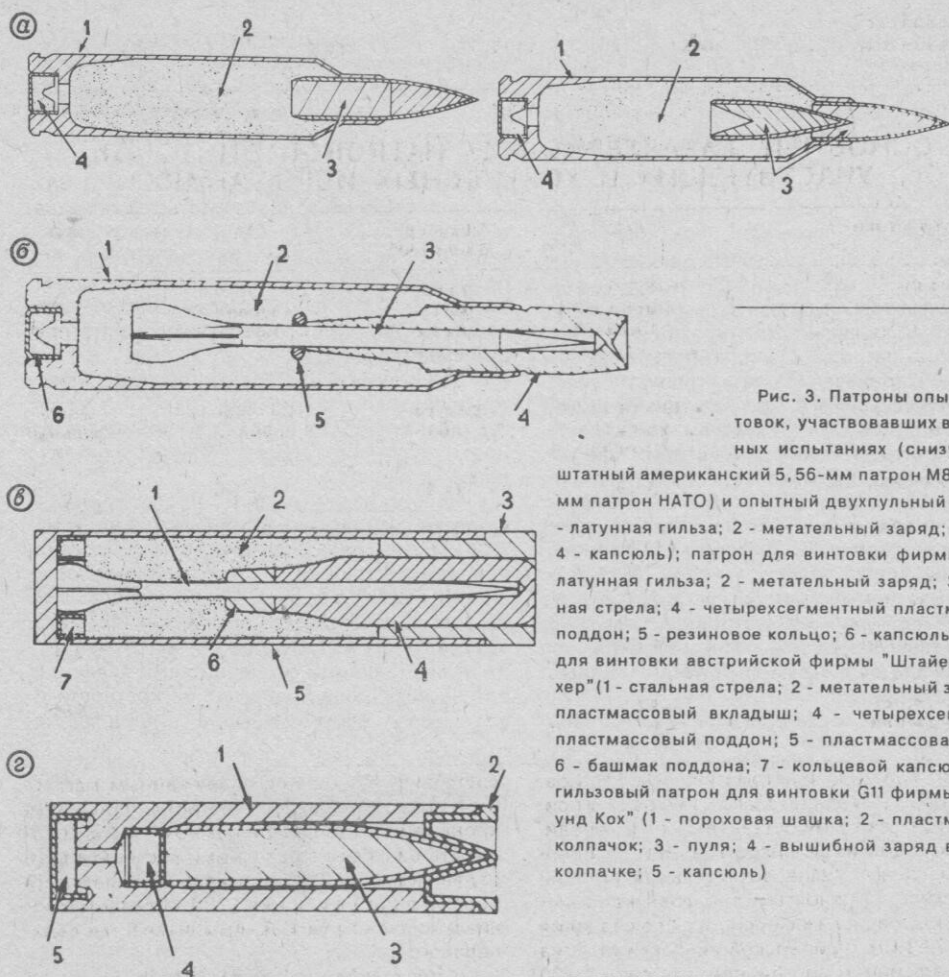 а
1
2
3
4
1
2
3
4
б
1
2
3
4
5
6
в
1
2
3
4
5
6
7
г
1
2
3
4
5
Рис. 3. Патроны опы
товок, участвовавших в
ных испытаниях (сниз
штатный американский 5,56-мм патрон М8
мм патрон НАТО) и опытный двухпульный
- латунная гильза; 2 - метательный заряд;
4 - капсюль); патрон для винтовки фирм
латунная гильза; 2 - метательный заряд;
ная стрела; 4 - четырехсегментный пласт
поддон; 5 - резиновое кольцо; 6 - капсюль
для винтовки австрийской фирмы "Штайе
хер"(1 - стальная стрела; 2 - метательный з
пластмассовый вкладыш; 4 - четырехсе
пластмассовый поддон; 5 - пластмассова
6 - башмак поддона; 7 - кольцевой капсю
гильзовый патрон для винтовки G11 фирмы
унд Кох" (1 - пороховая шашка; 2 - пластм
колпачок; 3 - пуля; 4 - вышибной заряд в
колпачке; 5 - капсюль)